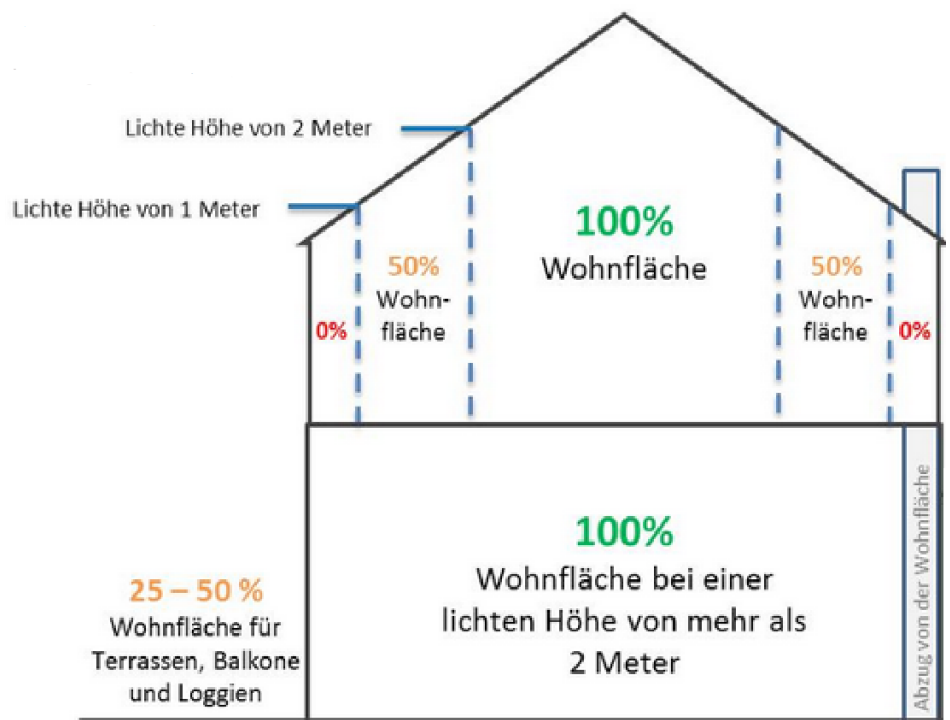 Lichte Höhe von 2 Meter
Lichte Höhe von 1 Meter
100%
Wohnfläche
50%
Wohn-
fläche
50%
Wohn-
fläche
0%
0%
100%
Wohnfläche bei einer
lichten Höhe von mehr als
2 Meter
25 – 50 %
Wohnfläche für
Terrassen, Balkone
und Loggien
Abzug von der Wohnfläche